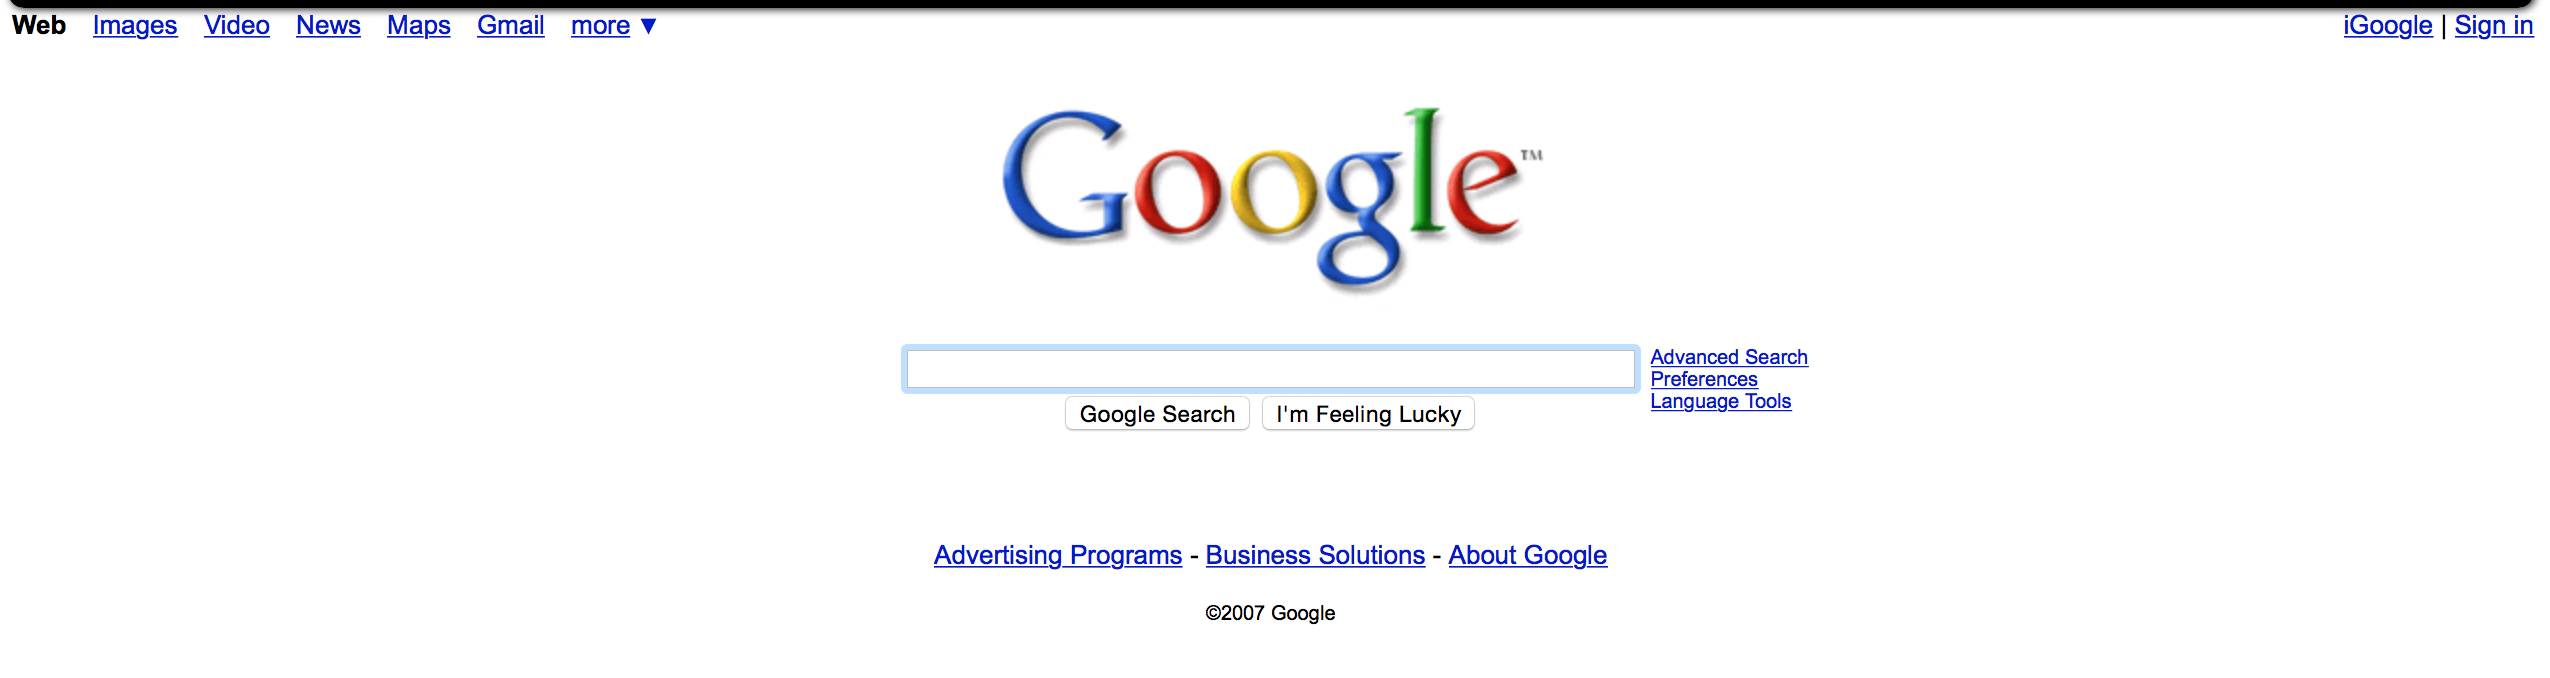 Web Images Video News Maps Gmail more ▼ iGoogle | Sign in
Google™
Advanced Search
Preferences
Language Tools
Google Search I'm Feeling Lucky
Advertising Programs - Business Solutions - About Google
©2007 Google